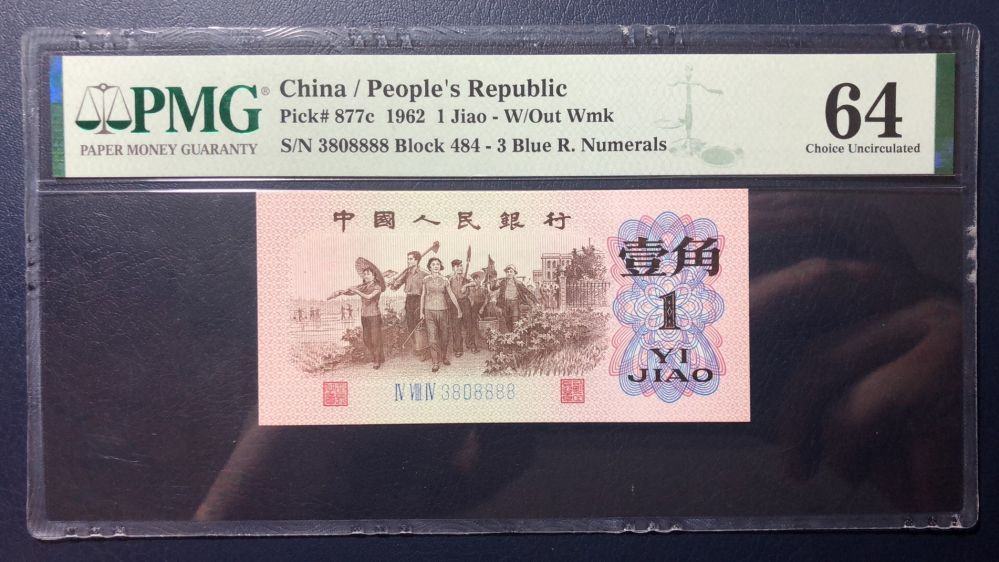 PMG®
PAPER MONEY GUARANTY
China / People's Republic
Pick# 877c 1962 1 Jiao - W/Out Wmk
S/N 3808888 Block 484 - 3 Blue R. Numerals
64
Choice Uncirculated
中國人民銀行
壹角
1
YI
JIAO
Ⅳ Ⅷ Ⅳ 3808888